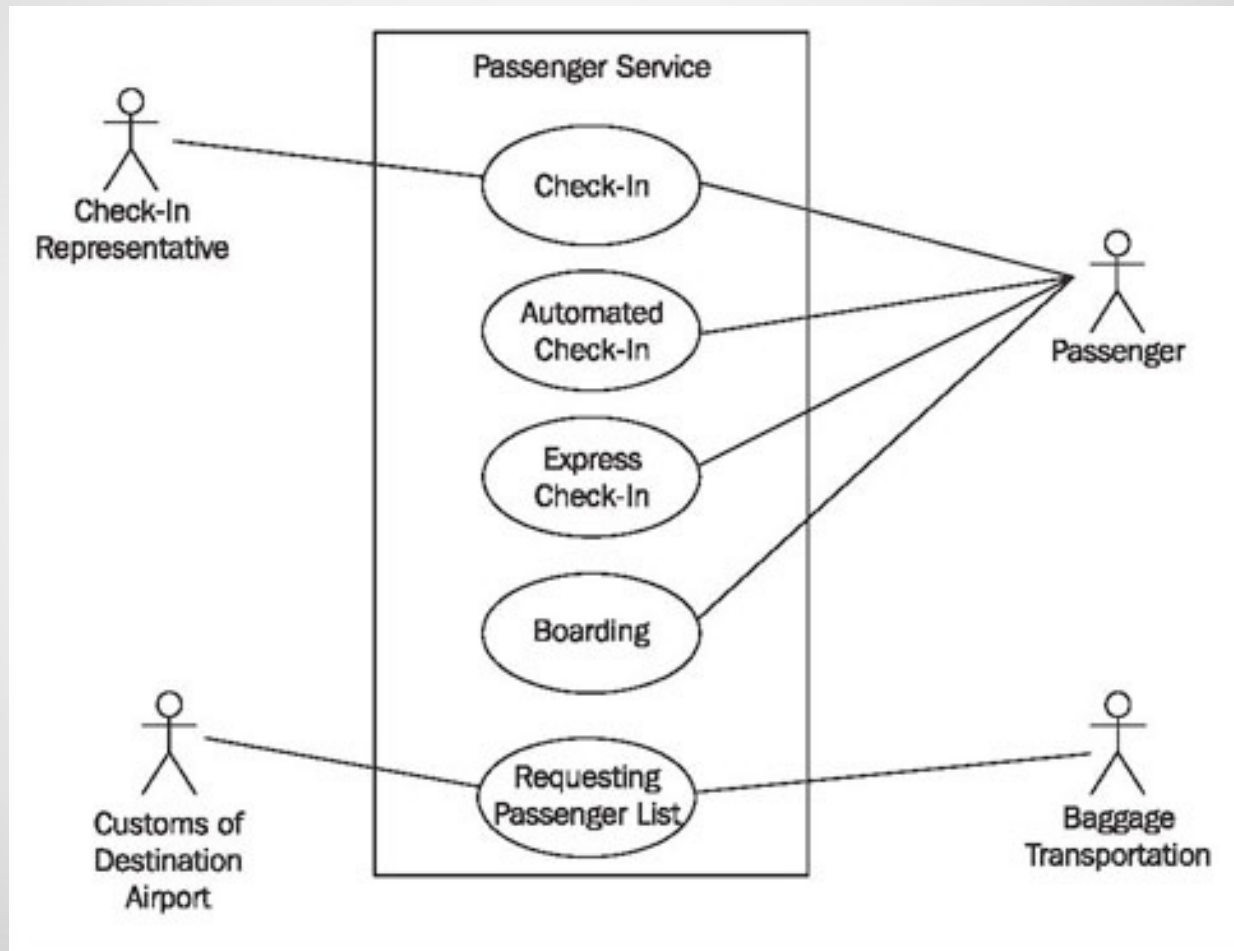 Passenger Service
Check-In
Representative
Check-In
Automated
Check-In
Passenger
Express
Check-In
Boarding
Customs of
Destination
Airport
Requesting
Passenger List
Baggage
Transportation